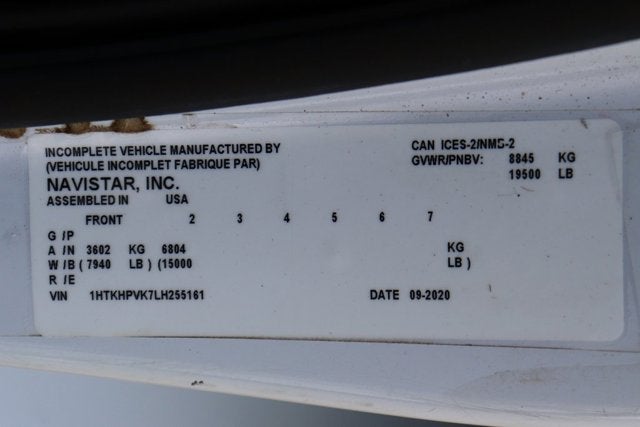 INCOMPLETE VEHICLE MANUFACTURED BY
(VEHICULE INCOMPLET FABRIQUE PAR)
NAVISTAR, INC.
ASSEMBLED IN USA
CAN ICES-2/NMB-2
GVWR/PNBV: 8845 KG
19500 LB
FRONT 2 3 4 5 6 7
G /P
A /N 3602 KG 6804 KG
W /B ( 7940 LB ) (15000 LB )
R /E
VIN 1HTKHPVK7LH255161 DATE 09-2020